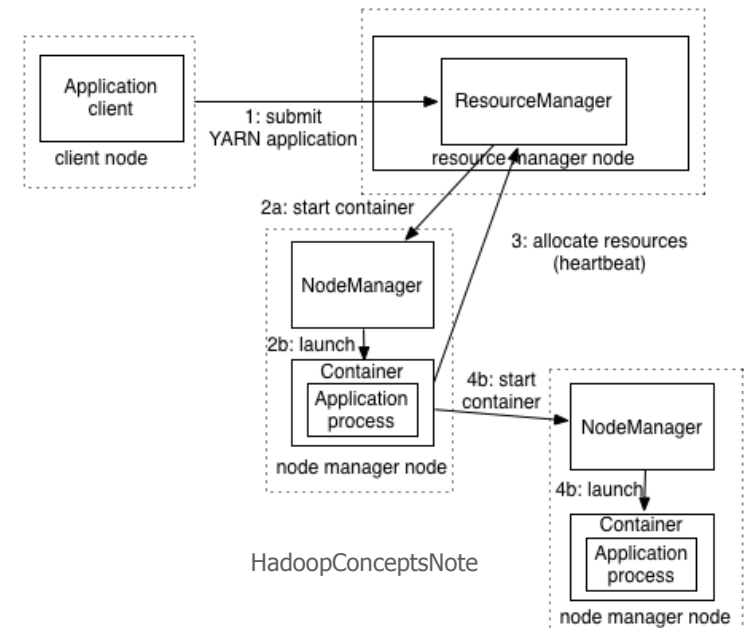 Application
client
client node
1: submit
YARN application
ResourceManager
resource manager node
2a: start container
3: allocate resources
(heartbeat)
NodeManager
2b: launch
Container
Application
process
node manager node
4b: start
container
NodeManager
4b: launch
Container
Application
process
node manager node
HadoopConceptsNote